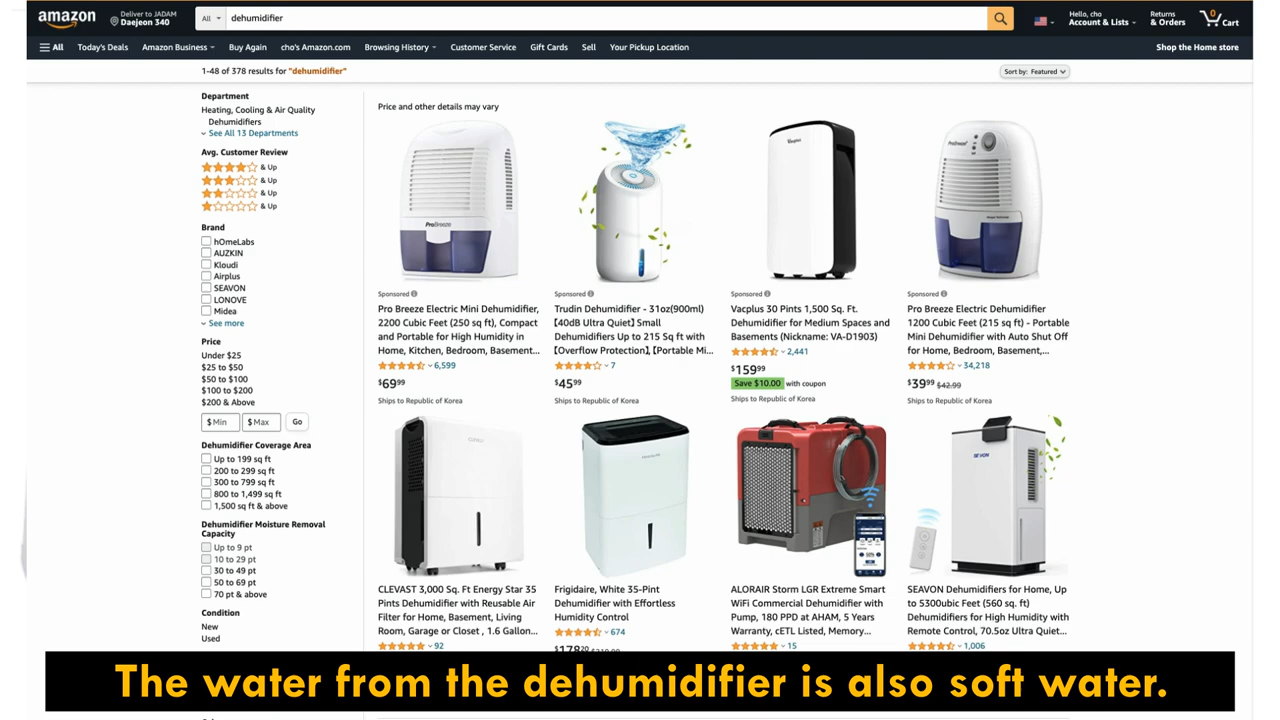 amazon
Deliver to JADAM
Daejeon 340
All
dehumidifier
Hello, cho
Account & Lists
Returns
& Orders
0
Cart
All
Today's Deals
Amazon Business
Buy Again
cho's Amazon.com
Browsing History
Customer Service
Gift Cards
Sell
Your Pickup Location
Shop the Home store
1-48 of 378 results for "dehumidifier"
Sort by: Featured
Department
Heating, Cooling & Air Quality
Dehumidifiers
See All 13 Departments
Avg. Customer Review
& Up
& Up
& Up
& Up
Brand
hOmeLabs
AUZKIN
Kloudi
Airplus
SEAVON
LONOVE
Midea
See more
Price
Under $25
$25 to $50
$50 to $100
$100 to $200
$200 & Above
$ Min
$ Max
Go
Dehumidifier Coverage Area
Up to 199 sq ft
200 to 299 sq ft
300 to 799 sq ft
800 to 1,499 sq ft
1,500 sq ft & above
Dehumidifier Moisture Removal
Capacity
Up to 9 pt
10 to 29 pt
30 to 49 pt
50 to 69 pt
70 pt & above
Condition
New
Used
Price and other details may vary
ProBreeze
Sponsored
Pro Breeze Electric Mini Dehumidifier,
2200 Cubic Feet (250 sq ft), Compact
and Portable for High Humidity in
Home, Kitchen, Bedroom, Basement...
6,599
$6999
Ships to Republic of Korea
Sponsored
Trudin Dehumidifier - 31oz(900ml)
【40dB Ultra Quiet】Small
Dehumidifiers Up to 215 Sq ft with
【Overflow Protection】,【Portable Mi...
7
$4599
Ships to Republic of Korea
Vacplus
Sponsored
Vacplus 30 Pints 1,500 Sq. Ft.
Dehumidifier for Medium Spaces and
Basements (Nickname: VA-D1903)
2,441
$15999
Save $10.00 with coupon
Ships to Republic of Korea
ProBreeze
Sponsored
Pro Breeze Electric Dehumidifier
1200 Cubic Feet (215 sq ft) - Portable
Mini Dehumidifier with Auto Shut Off
for Home, Bedroom, Basement,...
34,218
$3999 $42.99
Ships to Republic of Korea
CLEVAST 3,000 Sq. Ft Energy Star 35
Pints Dehumidifier with Reusable Air
Filter for Home, Basement, Living
Room, Garage or Closet , 1.6 Gallon...
92
FRIGIDAIRE
Frigidaire, White 35-Pint
Dehumidifier with Effortless
Humidity Control
674
$17820
ALORAIR Storm LGR Extreme Smart
WiFi Commercial Dehumidifier with
Pump, 180 PPD at AHAM, 5 Years
Warranty, cETL Listed, Memory...
15
SEAVON
SEAVON Dehumidifiers for Home, Up
to 5300ubic Feet (560 sq. ft)
Dehumidifiers for High Humidity with
Remote Control, 70.5oz Ultra Quiet...
1,006
The water from the dehumidifier is also soft water.